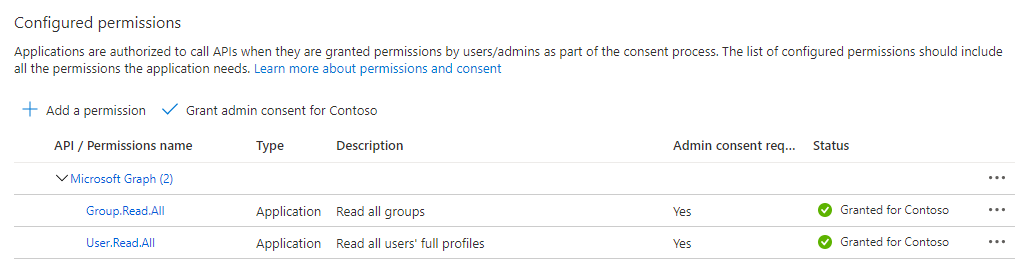 Configured permissions
Applications are authorized to call APIs when they are granted permissions by users/admins as part of the consent process. The list of configured permissions should include
all the permissions the application needs. Learn more about permissions and consent
Add a permission Grant admin consent for Contoso
API / Permissions name Type Description Admin consent req... Status
Microsoft Graph (2)
Group.Read.All Application Read all groups Yes Granted for Contoso
User.Read.All Application Read all users' full profiles Yes Granted for Contoso